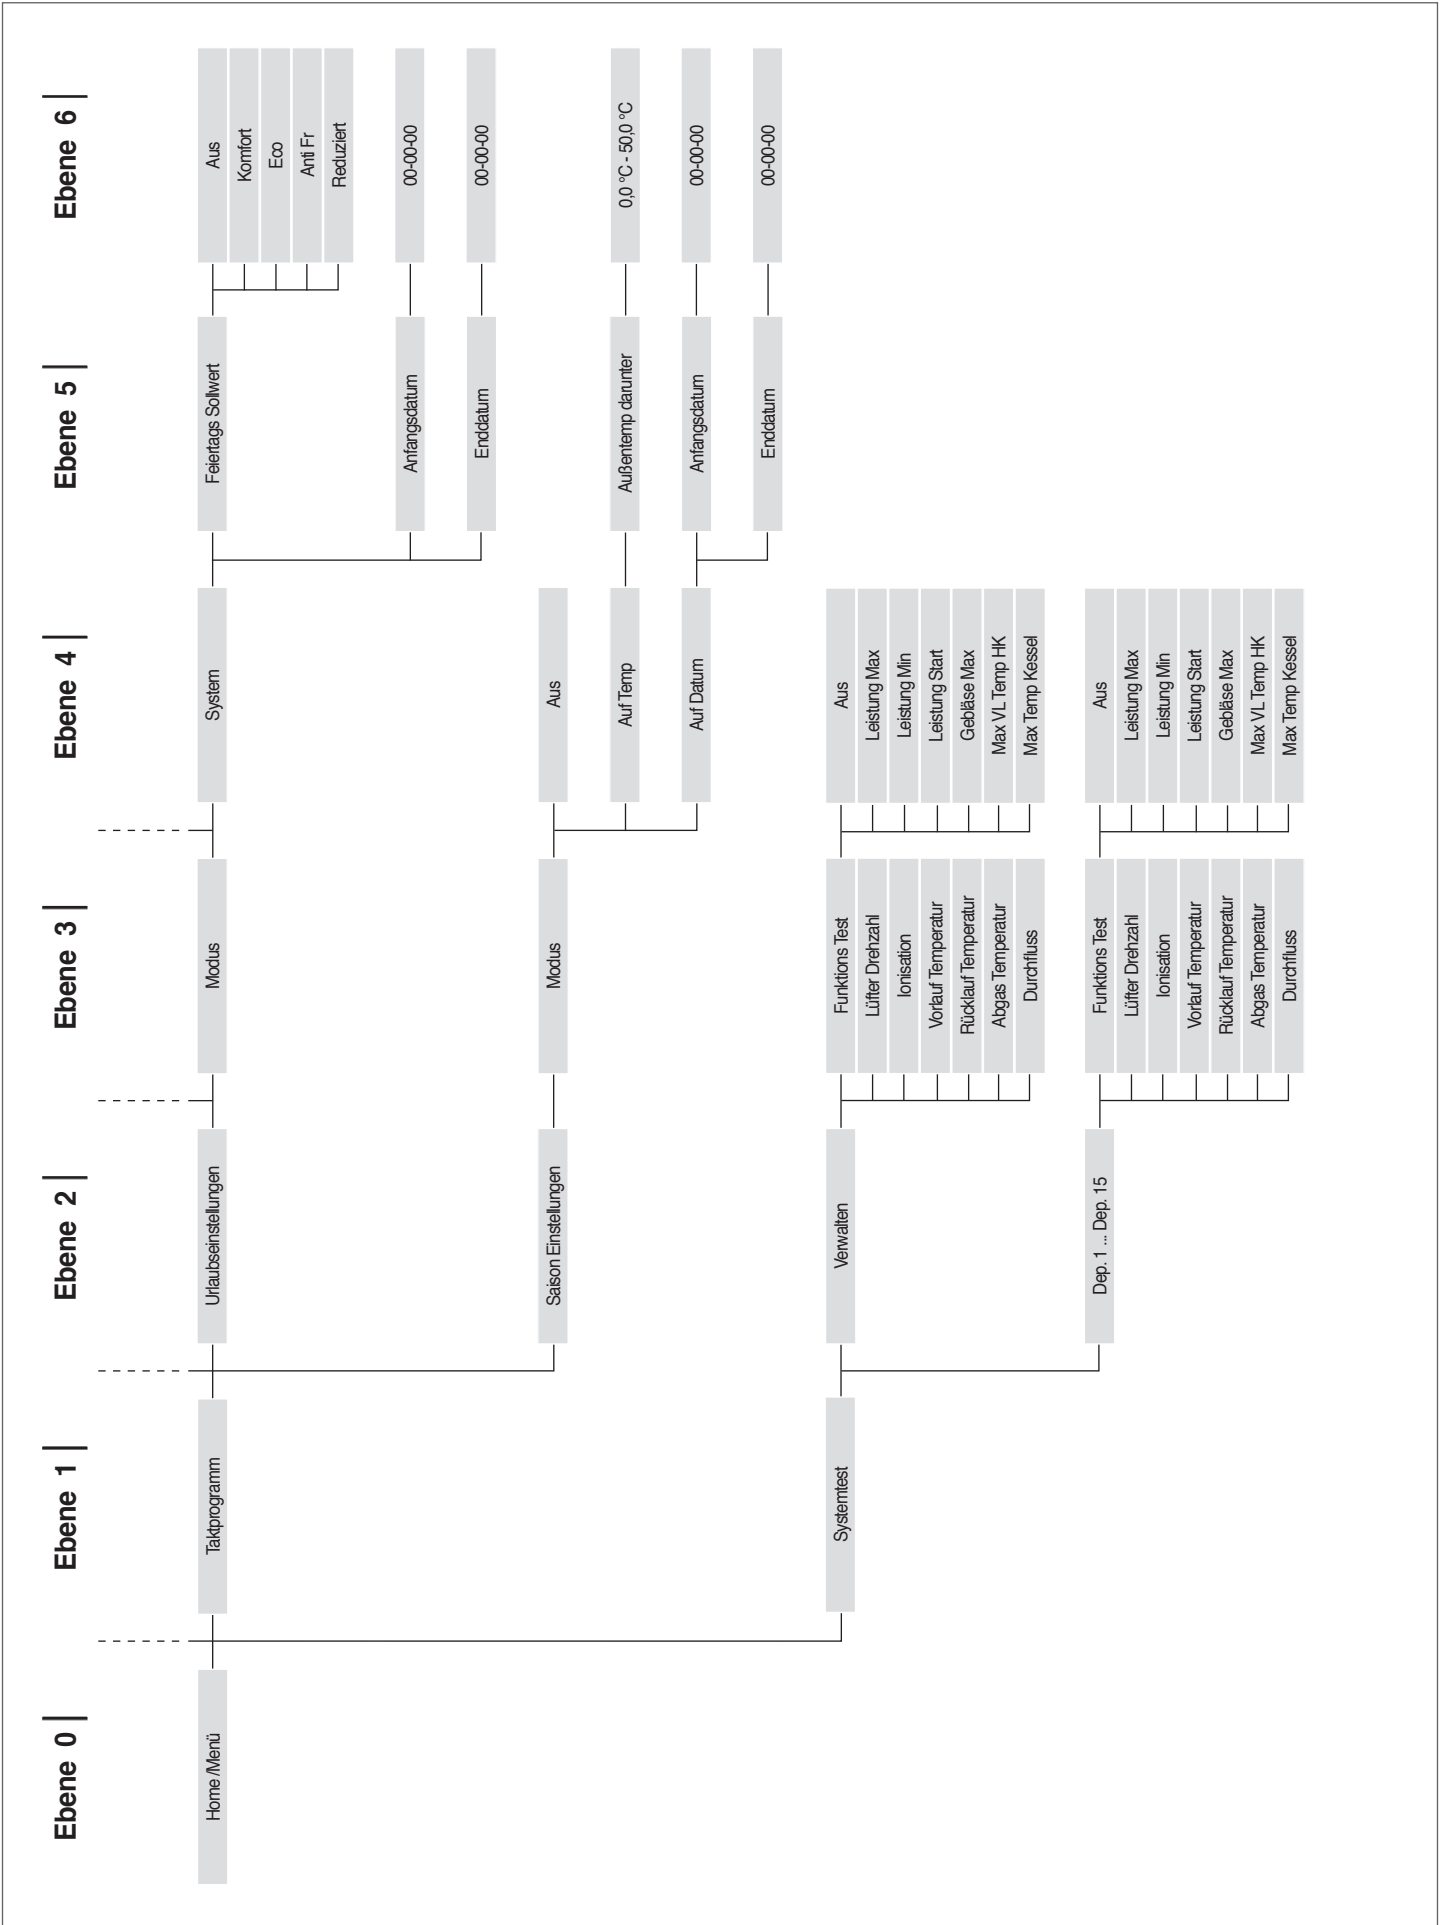 Ebene 0
Ebene 1
Ebene 2
Ebene 3
Ebene 4
Ebene 5
Ebene 6
Home /Menü
Taktprogramm
Urlaubseinstellungen
Modus
System
Feiertags Sollwert
Aus
Komfort
Eco
Anti Fr
Reduziert
Anfangsdatum
00-00-00
Enddatum
00-00-00
Saison Einstellungen
Modus
Aus
Auf Temp
Außentemp darunter
0,0 °C - 50,0 °C
Auf Datum
Anfangsdatum
00-00-00
Enddatum
00-00-00
Systemtest
Verwalten
Funktions Test
Lüfter Drehzahl
Ionisation
Vorlauf Temperatur
Rücklauf Temperatur
Abgas Temperatur
Durchfluss
Aus
Leistung Max
Leistung Min
Leistung Start
Gebläse Max
Max VL Temp HK
Max Temp Kessel
Dep. 1 ... Dep. 15
Funktions Test
Lüfter Drehzahl
Ionisation
Vorlauf Temperatur
Rücklauf Temperatur
Abgas Temperatur
Durchfluss
Aus
Leistung Max
Leistung Min
Leistung Start
Gebläse Max
Max VL Temp HK
Max Temp Kessel